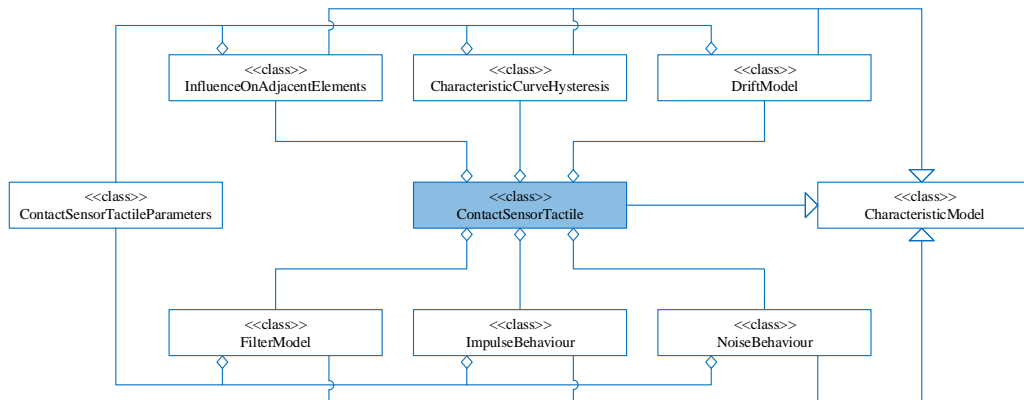 <<class>>
InfluenceOnAdjacentElements
<<class>>
CharacteristicCurveHysteresis
<<class>>
DriftModel
<<class>>
ContactSensorTactileParameters
<<class>>
ContactSensorTactile
<<class>>
CharacteristicModel
<<class>>
FilterModel
<<class>>
ImpulseBehaviour
<<class>>
NoiseBehaviour